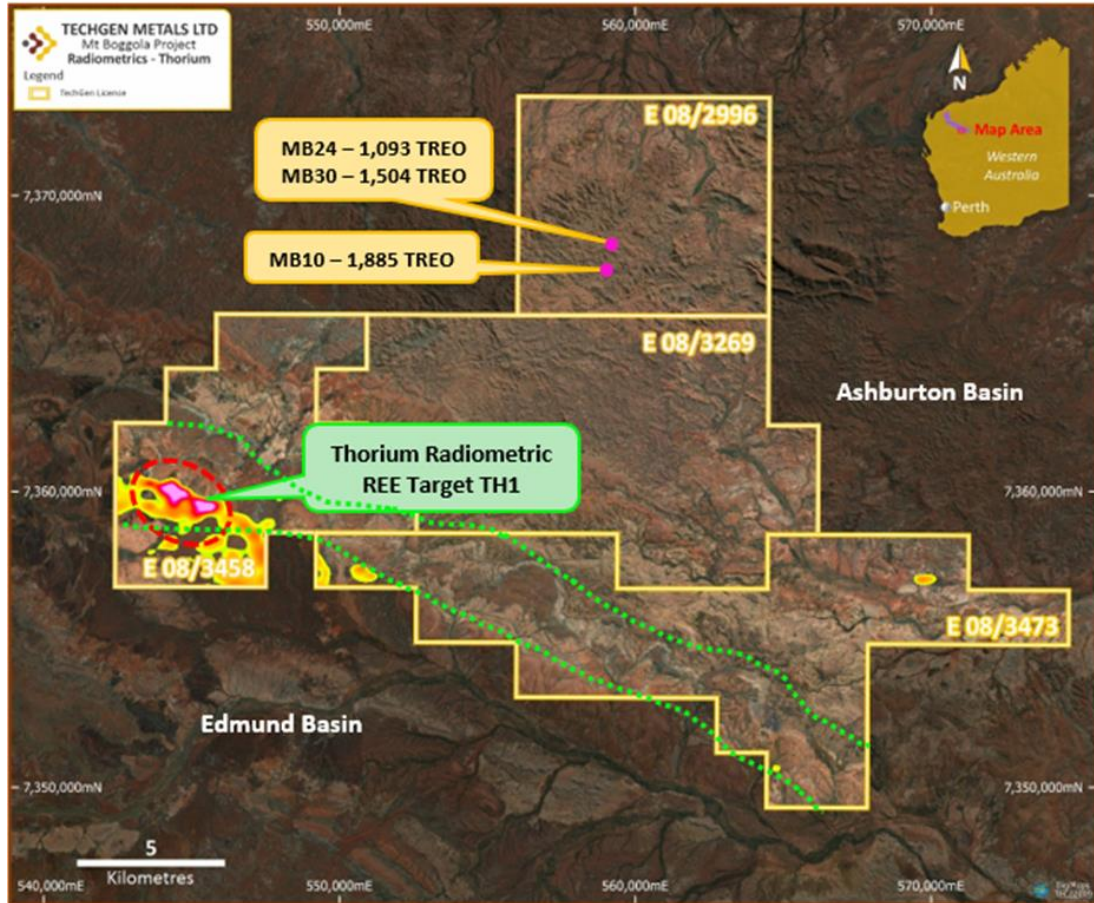 550,000mE
560,000mE
570,000mE
TECHGEN METALS LTD
Mt Boggola Project
Radiometrics - Thorium
Legend
TechGen Licence
N
Map Area
Western
Australia
Perth
E 08/2996
MB24 – 1,093 TREO
MB30 – 1,504 TREO
7,370,000mN
7,370,000mN
MB10 – 1,885 TREO
E 08/3269
Ashburton Basin
Thorium Radiometric
REE Target TH1
7,360,000mN
7,360,000mN
E 08/3458
E 08/3473
Edmund Basin
7,350,000mN
7,350,000mN
5
Kilometres
540,000mE
550,000mE
560,000mE
570,000mE